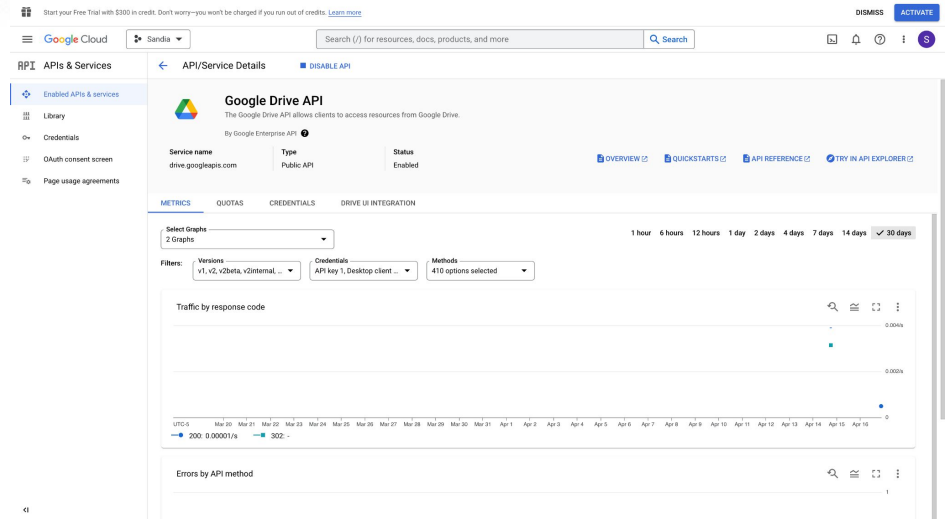 Start your Free Trial with $300 in credit. Don't worry—you won't be charged if you run out of credits. Learn more
DISMISS
ACTIVATE
Google Cloud
Sandia
Search (/) for resources, docs, products, and more
Search
S
API APIs & Services
Enabled APIs & services
Library
Credentials
OAuth consent screen
Page usage agreements
API/Service Details
DISABLE API
Google Drive API
The Google Drive API allows clients to access resources from Google Drive.
By Google Enterprise API
Service name
drive.googleapis.com
Type
Public API
Status
Enabled
OVERVIEW
QUICKSTARTS
API REFERENCE
TRY IN API EXPLORER
METRICS QUOTAS CREDENTIALS DRIVE UI INTEGRATION
Select Graphs
2 Graphs
1 hour 6 hours 12 hours 1 day 2 days 4 days 7 days 14 days 30 days
Filters:
Versions
v1, v2, v2beta, v2internal, ...
Credentials
API key 1, Desktop client ...
Methods
410 options selected
Traffic by response code
0.004/s
0.002/s
0
UTC-5 Mar 20 Mar 21 Mar 22 Mar 23 Mar 24 Mar 25 Mar 26 Mar 27 Mar 28 Mar 29 Mar 30 Mar 31 Apr 1 Apr 2 Apr 3 Apr 4 Apr 5 Apr 6 Apr 7 Apr 8 Apr 9 Apr 10 Apr 11 Apr 12 Apr 13 Apr 14 Apr 15 Apr 16
200: 0.00001/s 302: -
Errors by API method
1